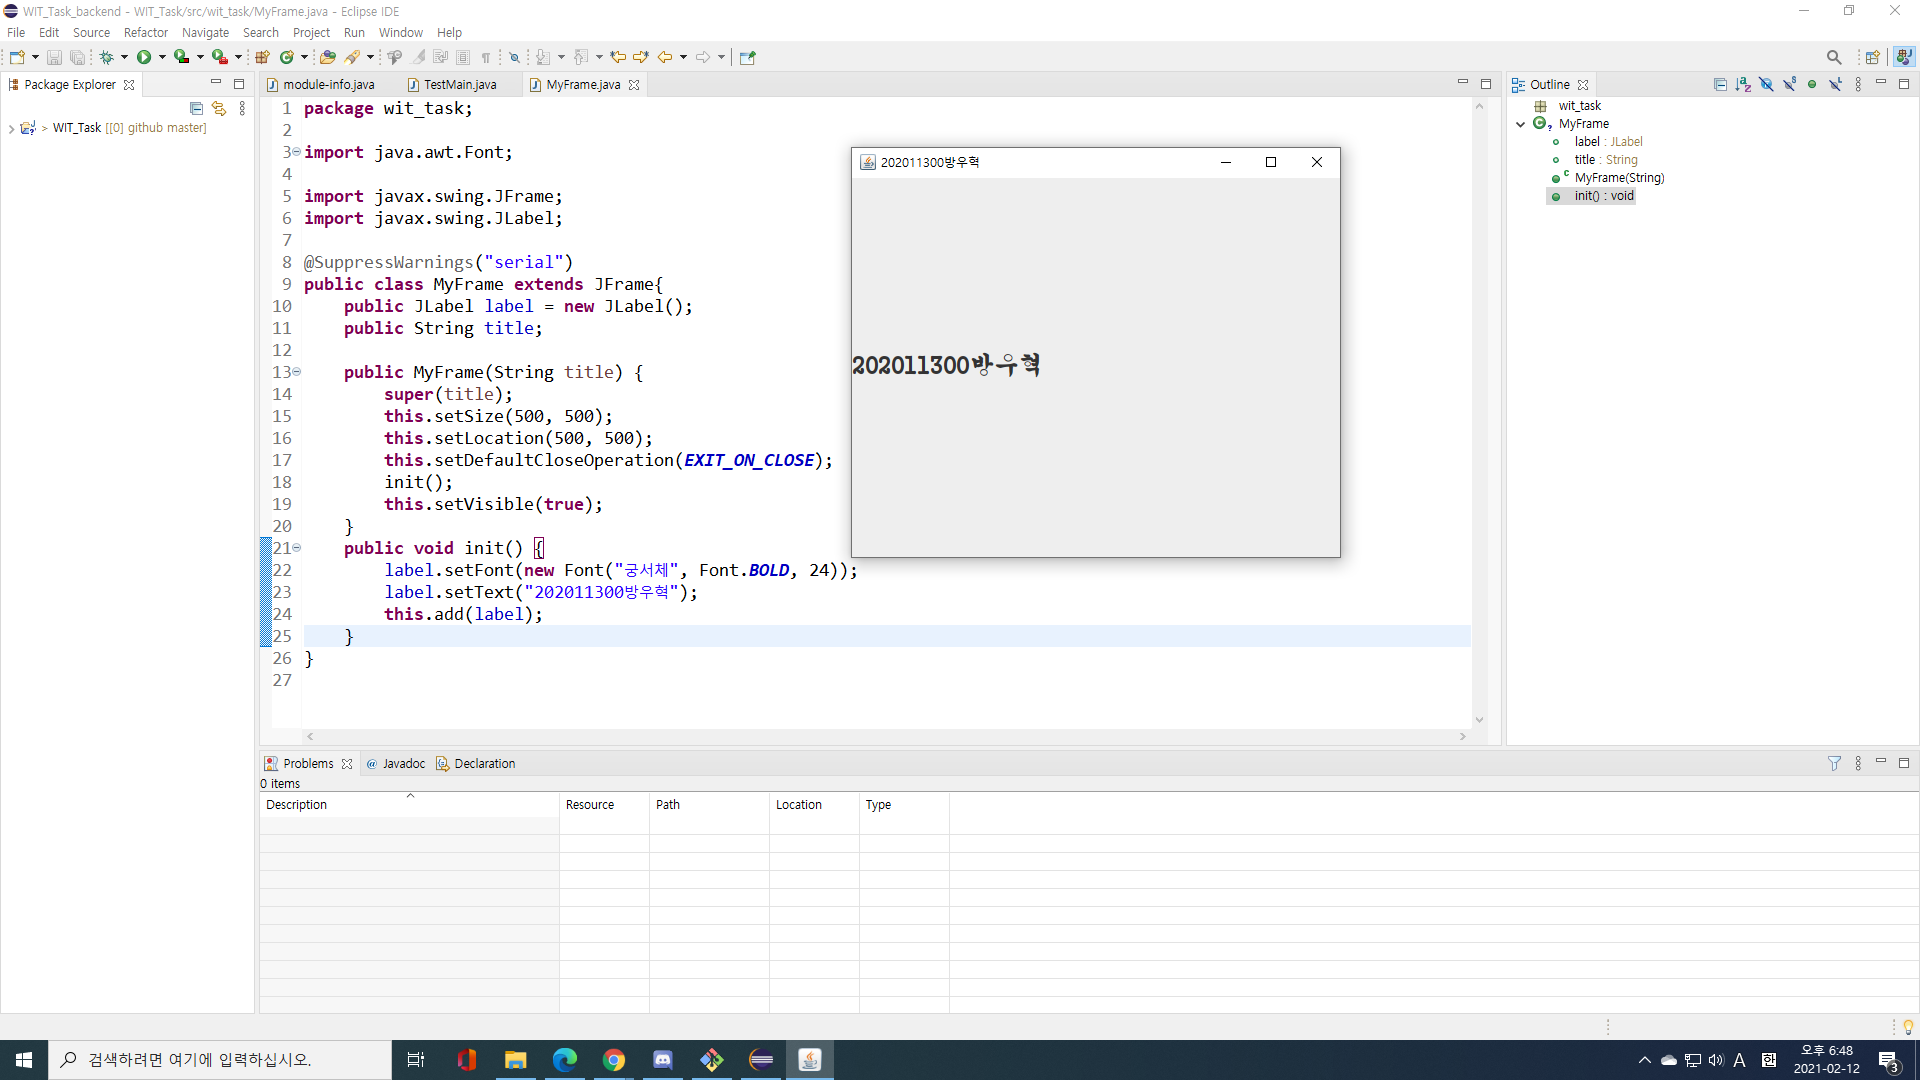 WIT_Task_backend - WIT_Task/src/wit_task/MyFrame.java - Eclipse IDE
File Edit Source Refactor Navigate Search Project Run Window Help
Package Explorer
WIT_Task [[0] github master]
module-info.java TestMain.java MyFrame.java
1 package wit_task;
2
3 import java.awt.Font;
4
5 import javax.swing.JFrame;
6 import javax.swing.JLabel;
7
8 @SuppressWarnings("serial")
9 public class MyFrame extends JFrame{
10 public JLabel label = new JLabel();
11 public String title;
12
13 public MyFrame(String title) {
14 super(title);
15 this.setSize(500, 500);
16 this.setLocation(500, 500);
17 this.setDefaultCloseOperation(EXIT_ON_CLOSE);
18 init();
19 this.setVisible(true);
20 }
21 public void init() {
22 label.setFont(new Font("궁서체", Font.BOLD, 24));
23 label.setText("202011300방우혁");
24 this.add(label);
25 }
26 }
27
202011300방우혁
202011300방우혁
Outline
wit_task
MyFrame
label : JLabel
title : String
MyFrame(String)
init() : void
Problems @ Javadoc Declaration
0 items
Description Resource Path Location Type
검색하려면 여기에 입력하십시오.
A 한 오후 6:48
2021-02-12
3